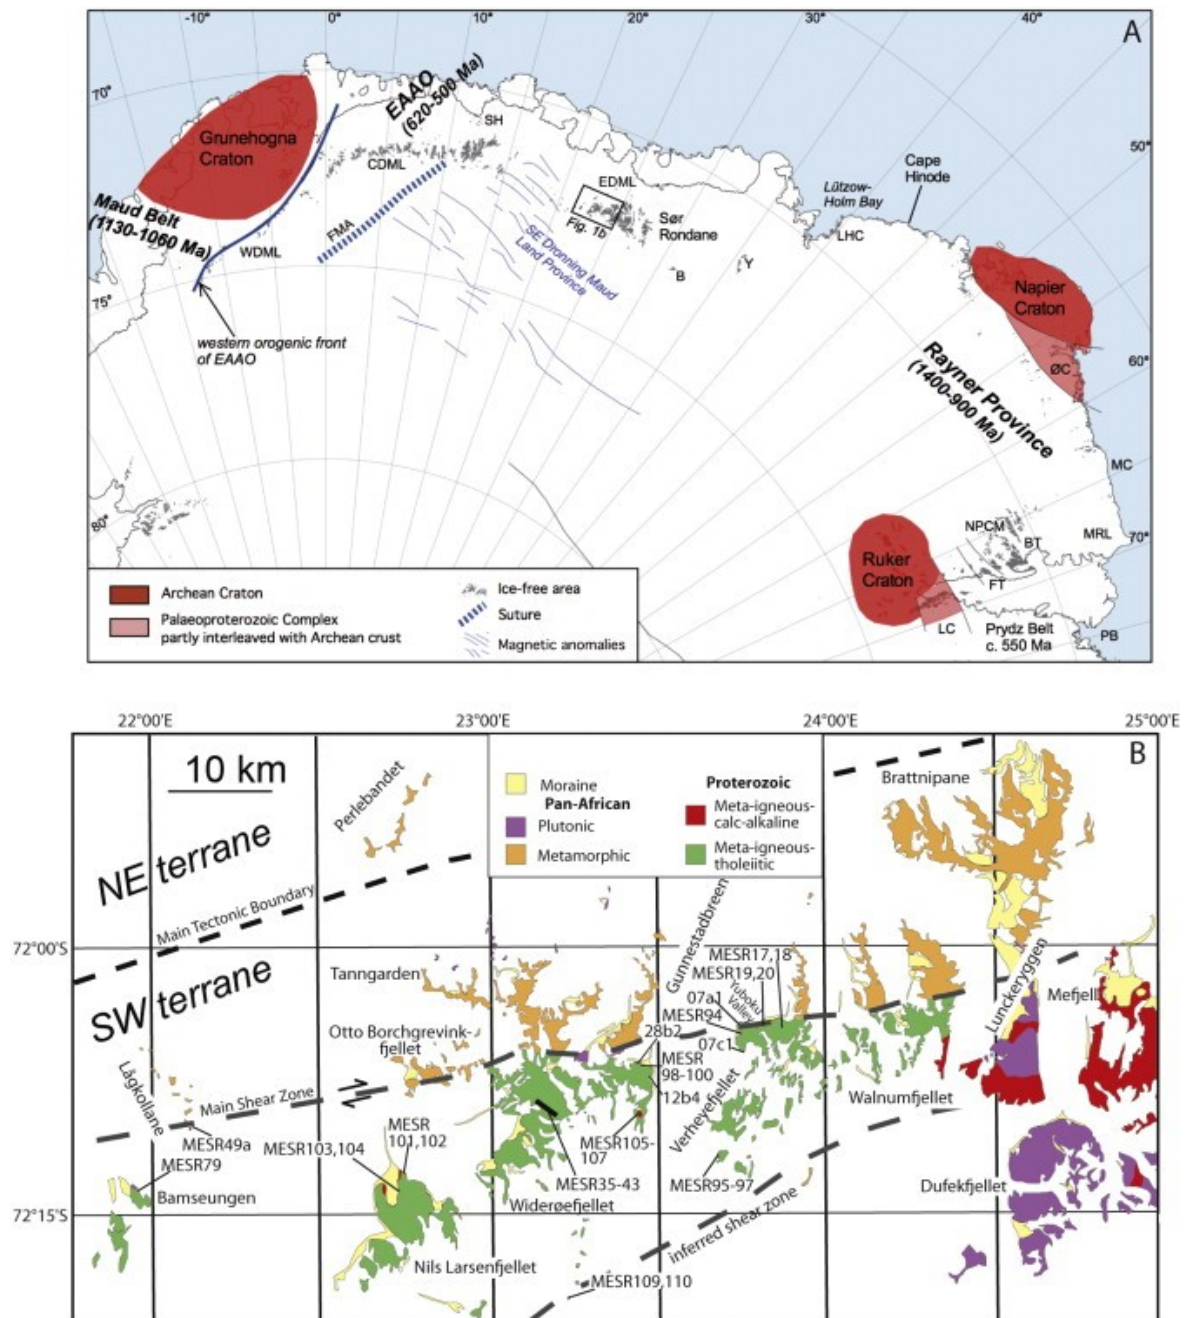 -10°
0°
10°
20°
30°
40°
A
70°
Grunehogna
Craton
EAAO
(620-500 Ma)
SH
CDML
50°
Cape
Hinode
Lützow-
Holm Bay
EDML
Fig. 1b
Sør
Rondane
LHC
Maud Belt
(1130-1060 Ma)
WDML
FMA
SE Dronning Maud
Land Province
B
Y
75°
Napier
Craton
western orogenic front
of EAAO
ØC
60°
Rayner Province
(1400-900 Ma)
MC
80°
NPCM
BT
MRL
70°
Ruker
Craton
FT
LC
Prydz Belt
c. 550 Ma
PB
Archean Craton
Palaeoproterozoic Complex
partly interleaved with Archean crust
Ice-free area
Suture
Magnetic anomalies
22°00'E
23°00'E
24°00'E
25°00'E
B
10 km
Perlebandet
Moraine
Pan-African
Plutonic
Metamorphic
Proterozoic
Meta-igneous-
calc-alkaline
Meta-igneous-
tholeiitic
Brattnipane
NE terrane
Main Tectonic Boundary
72°00'S
SW terrane
Tanngarden
Otto Borchgrevink-
fjellet
Gunnestadbreen
MESR17,18
MESR19,20
Yuboku
Valley
07a1
MESR94
28b2
07c1
MESR
98-100
12b4
Lunckeryggen
Mefjell
Lågkollane
Main Shear Zone
MESR49a
MESR79
Bamseungen
MESR103,104
MESR
101,102
MESR105-
107
MESR35-43
Widerøefjellet
Verheyefjellet
MESR95-97
Walnumfjellet
Dufekfjellet
72°15'S
Nils Larsenfjellet
inferred shear zone
MESR109,110